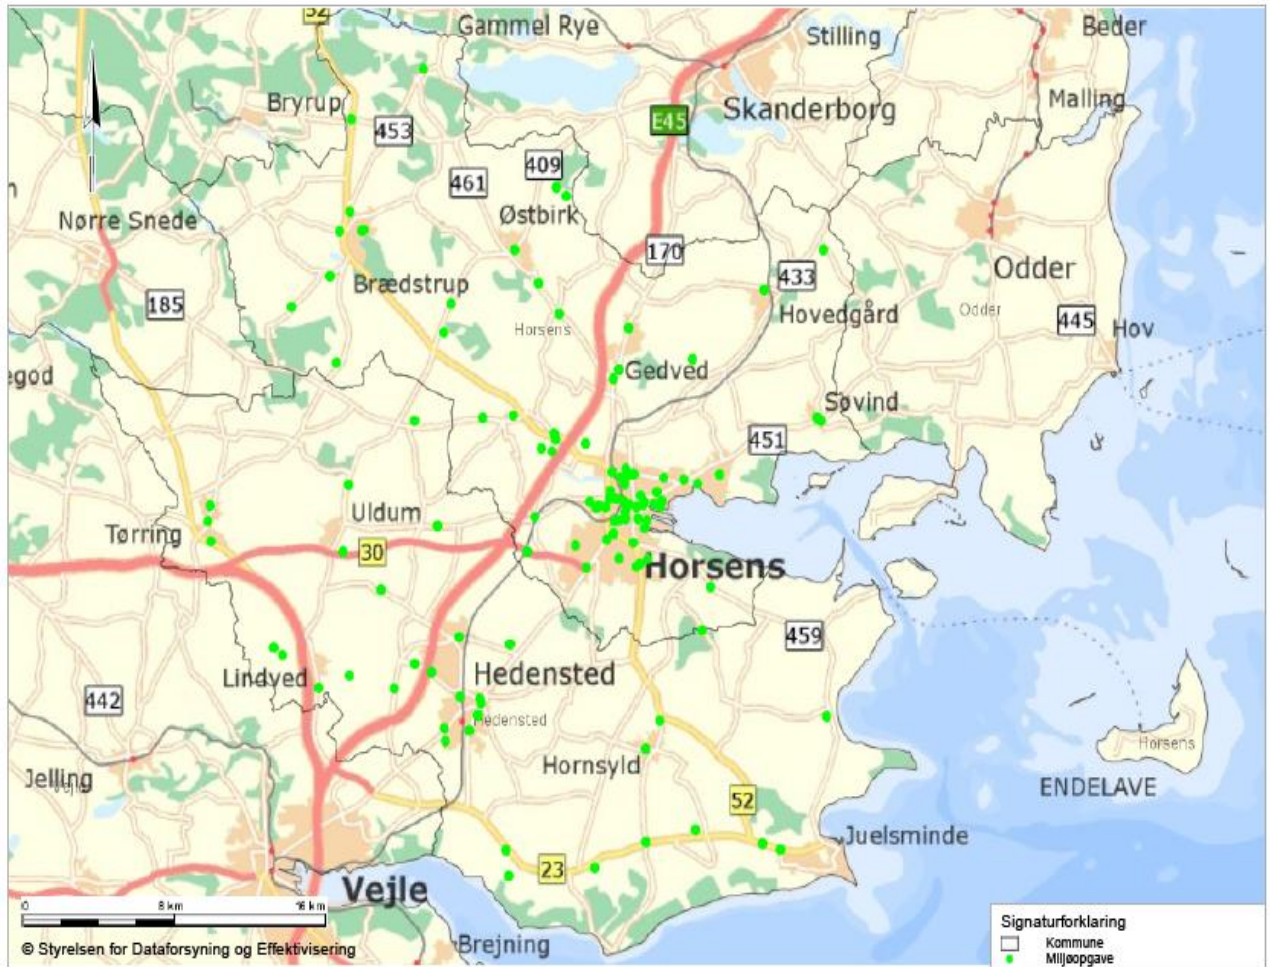 52
Gammel Rye
Stilling
Beder
Bryrup
453
E45
Skanderborg
Malling
461
409
Østbirk
Nørre Snede
170
433
Odder
185
Brædstrup
Horsens
Hovedgård
Odder
445
Hov
Gedved
Søvind
451
Uldum
Tørring
30
Horsens
459
Lindved
Hedensted
442
Hedensted
Horsens
Hornsyld
Jelling
ENDELAVE
52
Juelsminde
23
Vejle
0 8 km 16 km
© Styrelsen for Dataforsyning og Effektivisering
Brejning
Signaturforklaring
Kommune
Miljøopgave